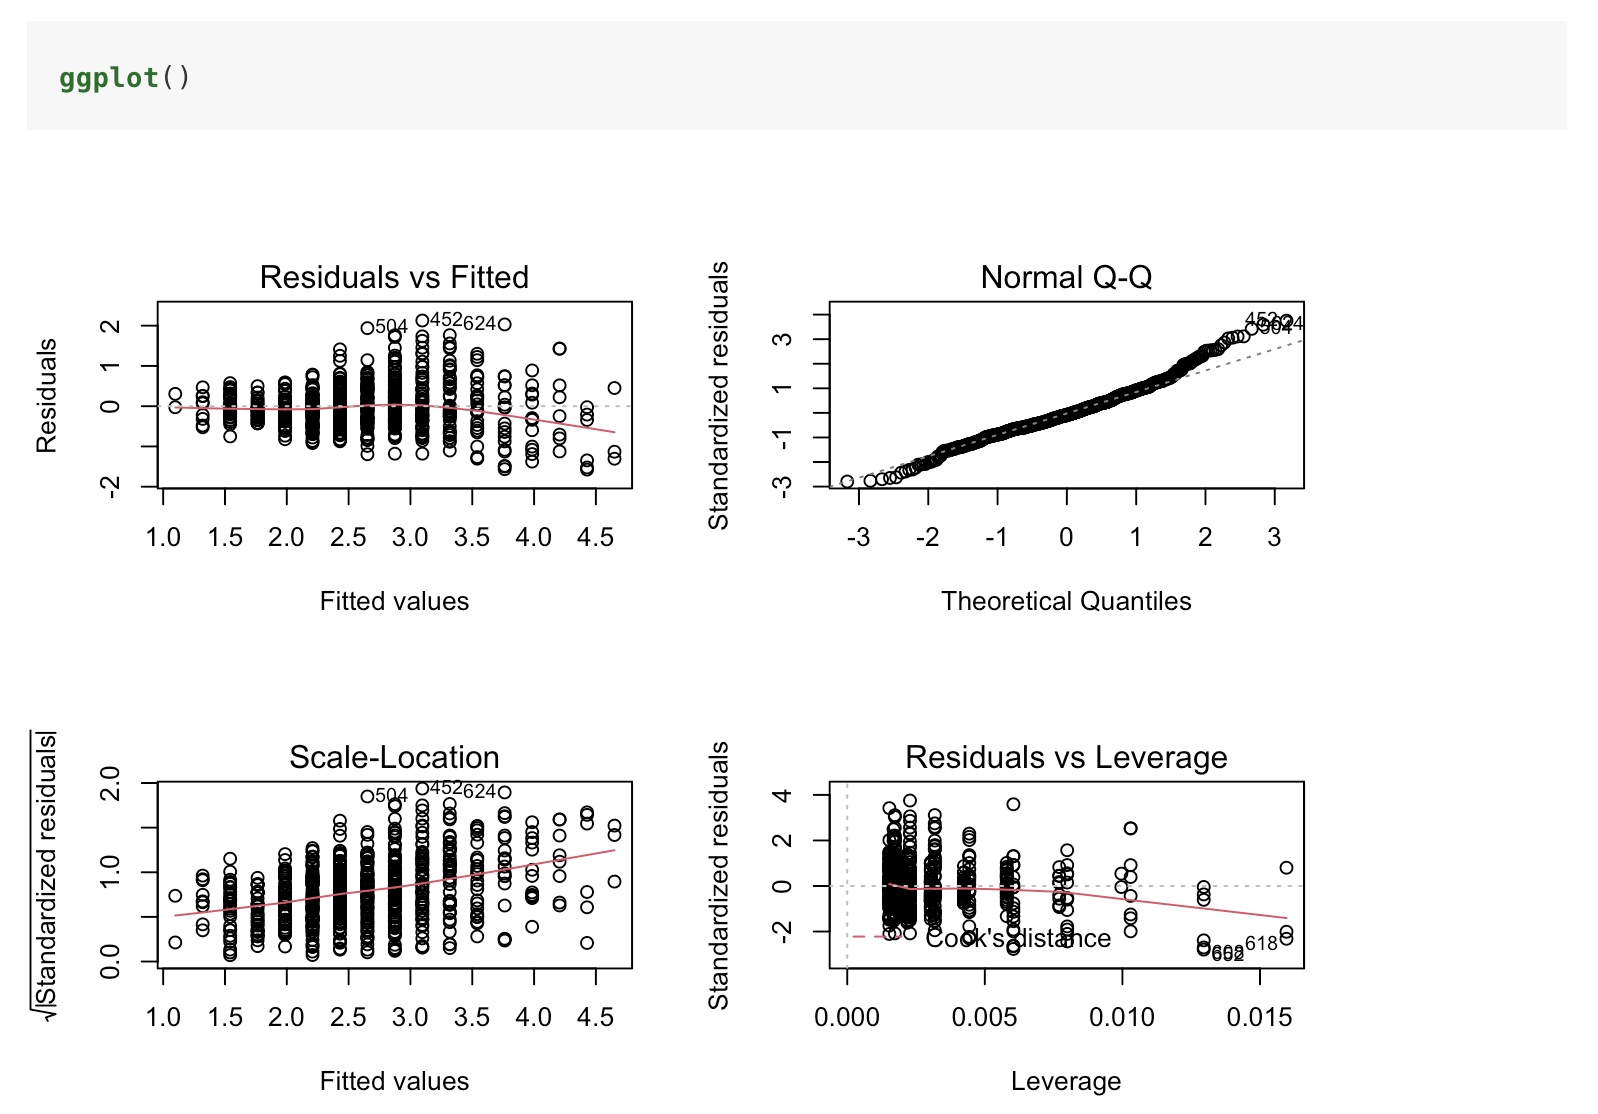 ggplot()
Residuals vs Fitted
Residuals
2
1
0
-2
504
452
624
1.0 1.5 2.0 2.5 3.0 3.5 4.0 4.5
Fitted values
Normal Q-Q
Standardized residuals
3
1
-1
-3
452
504
624
-3 -2 -1 0 1 2 3
Theoretical Quantiles
Scale-Location
√|Standardized residuals|
2.0
1.0
0.0
504
452
624
1.0 1.5 2.0 2.5 3.0 3.5 4.0 4.5
Fitted values
Residuals vs Leverage
Standardized residuals
4
2
0
-2
Cook's distance
618
0.000 0.005 0.010 0.015
Leverage